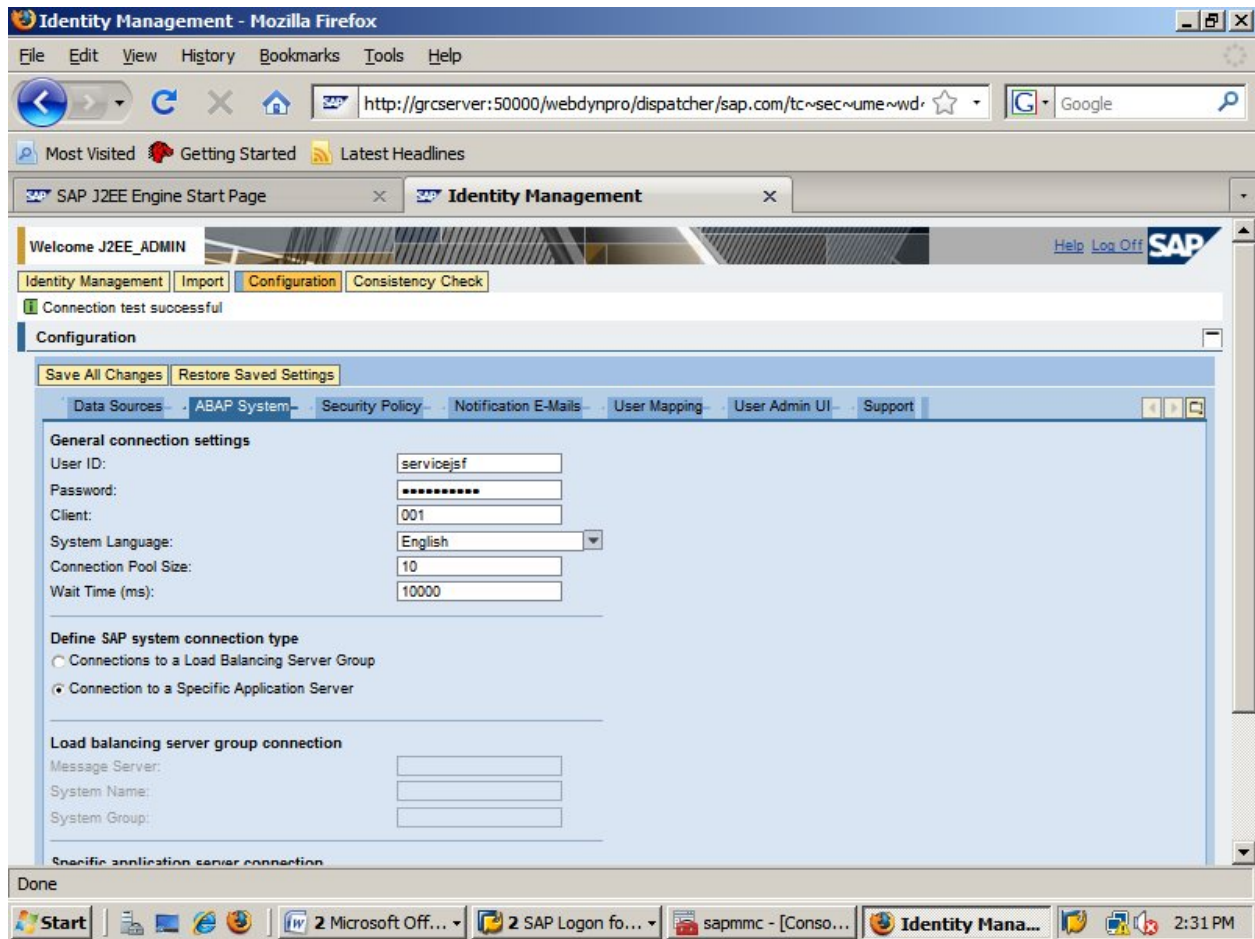 Identity Management - Mozilla Firefox
File Edit View History Bookmarks Tools Help
http://grcserver:50000/webdynpro/dispatcher/sap.com/tc~sec~ume~wd
G Google
Most Visited Getting Started Latest Headlines
SAP J2EE Engine Start Page Identity Management
Welcome J2EE_ADMIN Help Log Off SAP
Identity Management Import Configuration Consistency Check
Connection test successful
Configuration
Save All Changes Restore Saved Settings
Data Sources ABAP System Security Policy Notification E-Mails User Mapping User Admin UI Support
General connection settings
User ID: servicejsf
Password: ••••••••••
Client: 001
System Language: English
Connection Pool Size: 10
Wait Time (ms): 10000
Define SAP system connection type
Connections to a Load Balancing Server Group
Connection to a Specific Application Server
Load balancing server group connection
Message Server:
System Name:
System Group:
Specific application server connection
Done
Start 2 Microsoft Off... 2 SAP Logon fo... sapmmc - [Conso... Identity Mana... 2:31 PM